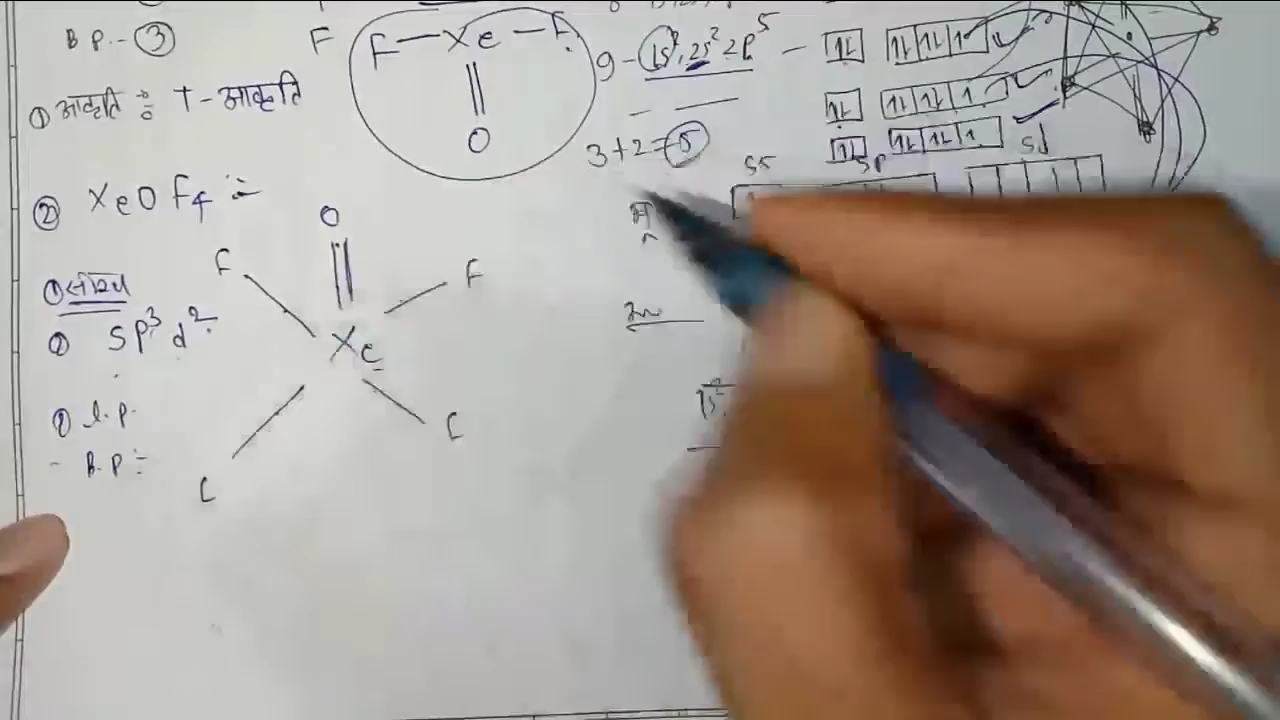 B P. - ③
F
F — Xe — F
O
① आकृति ÷ T - आकृति
9 - 1s² 2s² 2p⁵ -
3 + 2 = 5
5s 5p 5d
② XeOF₄ ÷
O
F F
Xe
① संकरण
② sp³d²
② l.p.
- B.P ÷